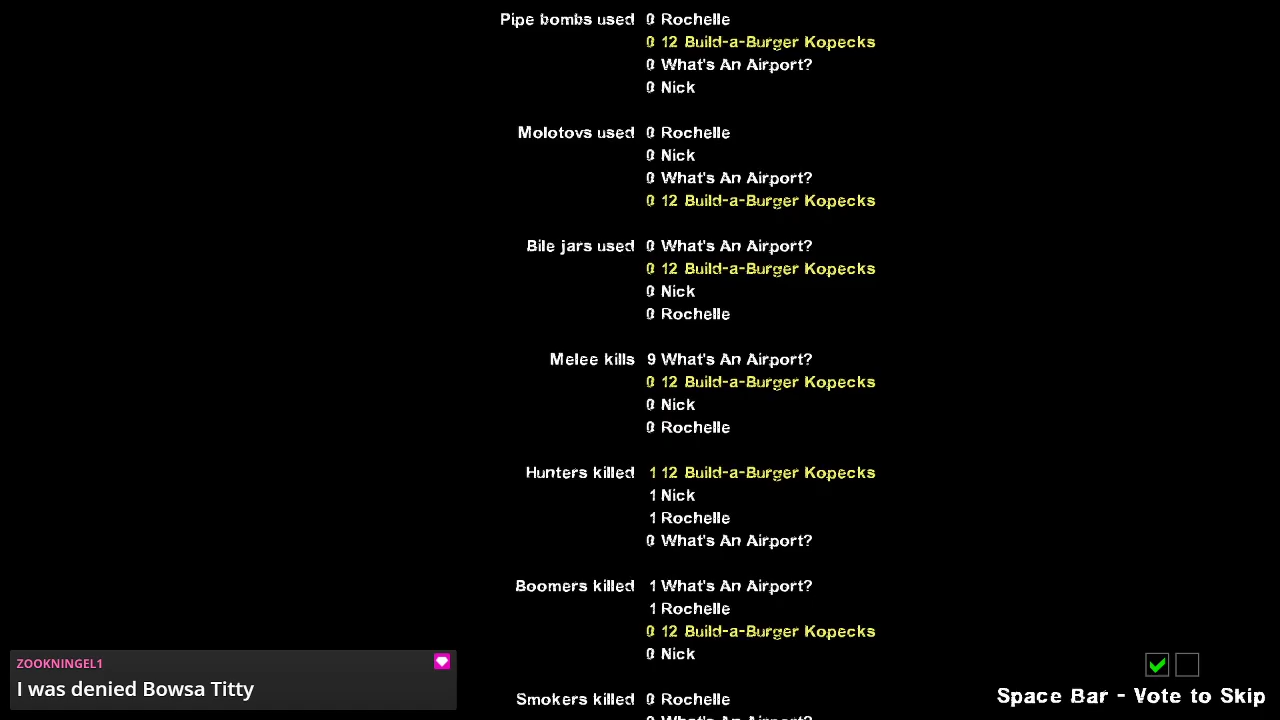 Pipe bombs used 0 Rochelle
0 12 Build-a-Burger Kopecks
0 What's An Airport?
0 Nick
Molotovs used 0 Rochelle
0 Nick
0 What's An Airport?
0 12 Build-a-Burger Kopecks
Bile jars used 0 What's An Airport?
0 12 Build-a-Burger Kopecks
0 Nick
0 Rochelle
Melee kills 9 What's An Airport?
0 12 Build-a-Burger Kopecks
0 Nick
0 Rochelle
Hunters killed 1 12 Build-a-Burger Kopecks
1 Nick
1 Rochelle
0 What's An Airport?
Boomers killed 1 What's An Airport?
1 Rochelle
0 12 Build-a-Burger Kopecks
0 Nick
Smokers killed 0 Rochelle
0 What's An Airport?
ZOOKNINGEL1
I was denied Bowsa Titty
Space Bar - Vote to Skip